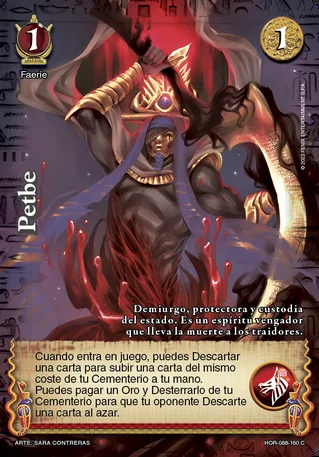 1
1
Faerie
© 2023 FENIX ENTERTAINMENT S.P.A.
Petbe
Demiurgo, protectora y custodia
del estado. Es un espíritu vengador
que lleva la muerte a los traidores.
Cuando entra en juego, puedes Descartar
una carta para subir una carta del mismo
coste de tu Cementerio a tu mano.
Puedes pagar un Oro y Desterrarlo de tu
Cementerio para que tu oponente Descarte
una carta al azar.
ARTE: SARA CONTRERAS
HOR-088-160 C